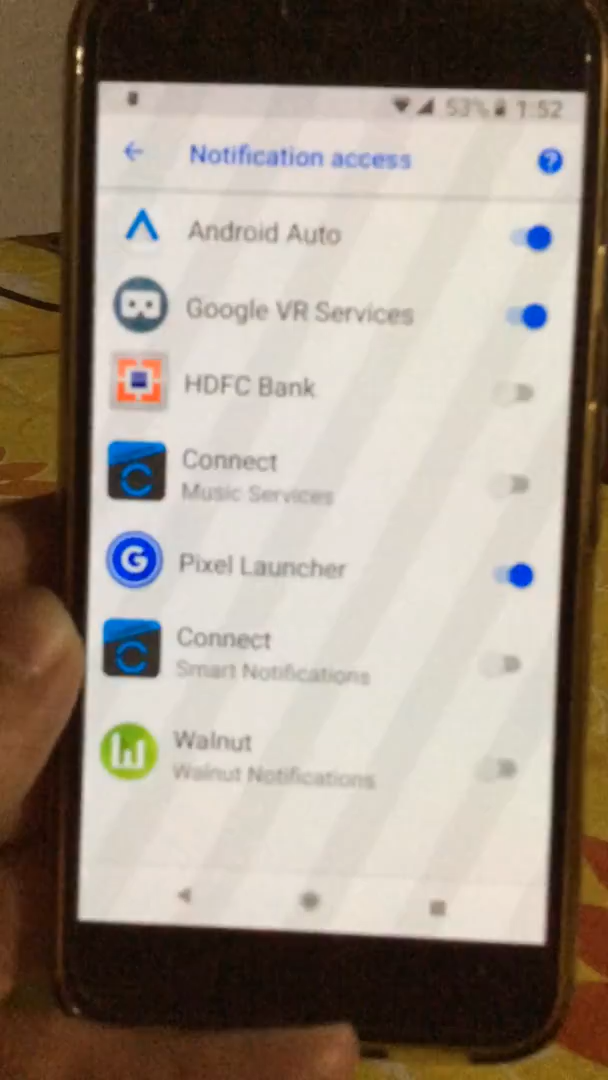 53% 1:52
Notification access
Android Auto
Google VR Services
HDFC Bank
Connect
Music Services
Pixel Launcher
Connect
Smart Notifications
Walnut
Walnut Notifications